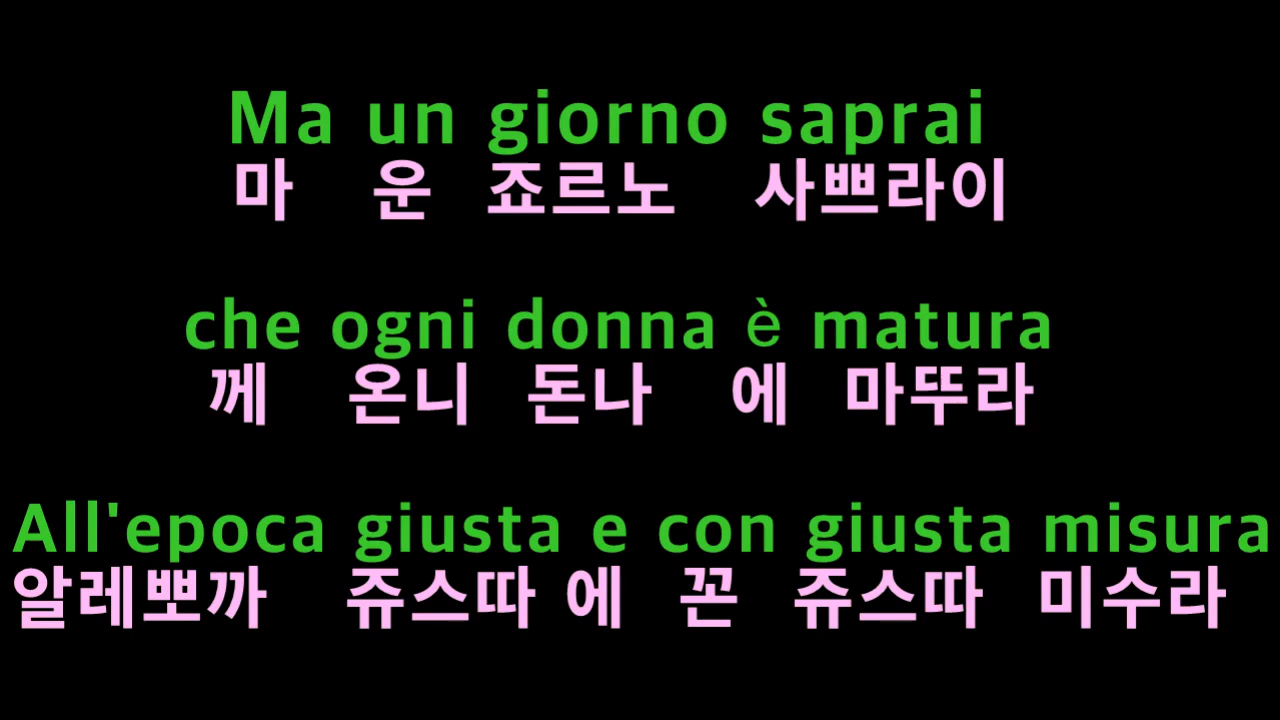 Ma un giorno saprai
마 운 죠르노 사쁘라이
che ogni donna è matura
께 온니 돈나 에 마뚜라
All'epoca giusta e con giusta misura
알레뽀까 쥬스따 에 꼰 쥬스따 미수라